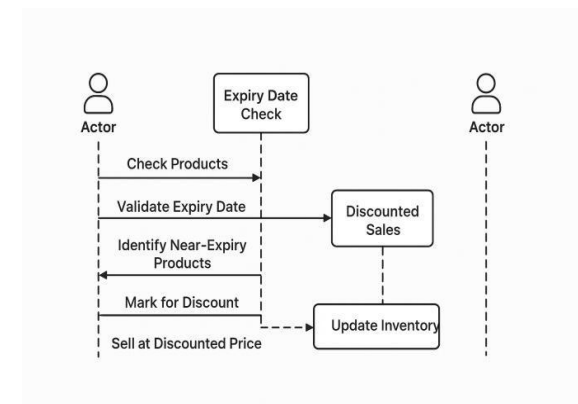 Expiry Date
Check
Actor
Actor
Check Products
Validate Expiry Date
Discounted
Sales
Identify Near-Expiry
Products
Mark for Discount
Update Inventory
Sell at Discounted Price